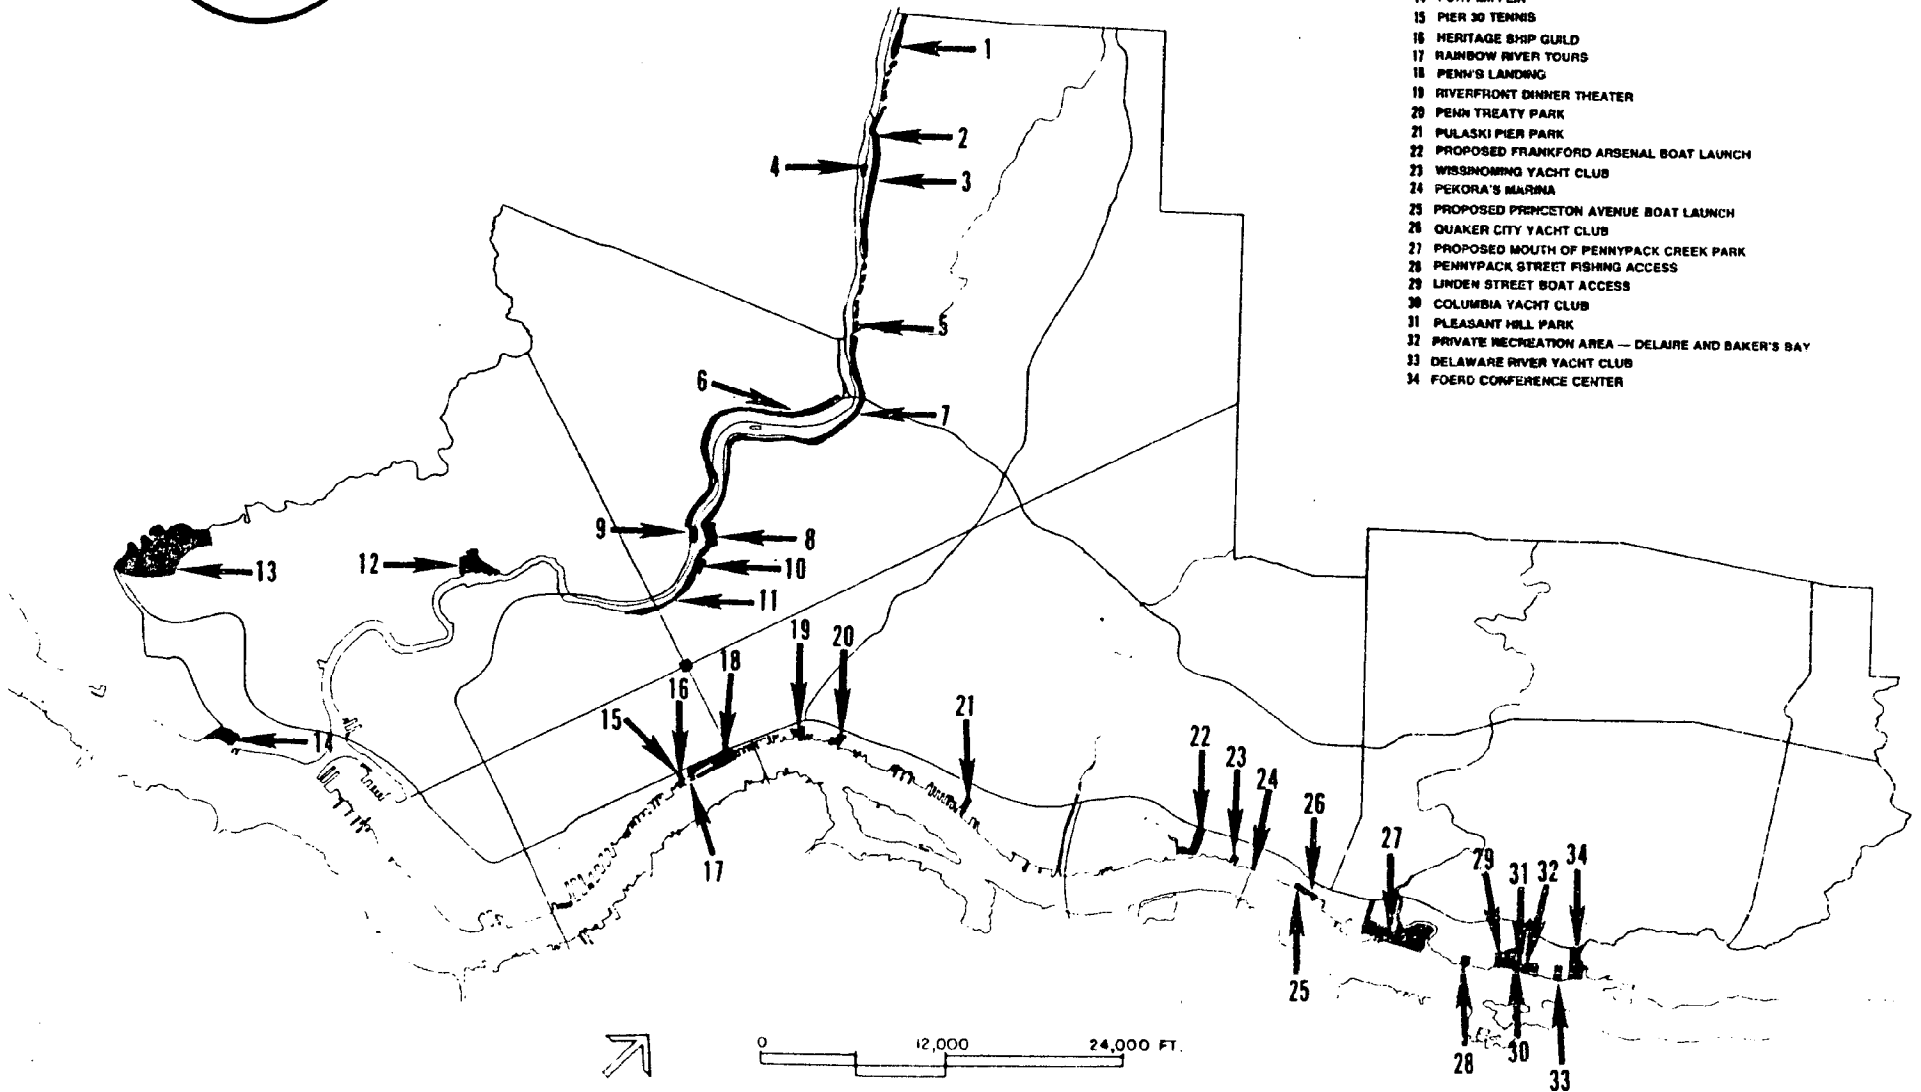 15 PIER 30 TENNIS
16 HERITAGE SHIP GUILD
17 RAINBOW RIVER TOURS
18 PENN'S LANDING
19 RIVERFRONT DINNER THEATER
20 PENN TREATY PARK
21 PULASKI PIER PARK
22 PROPOSED FRANKFORD ARSENAL BOAT LAUNCH
23 WISSINOMING YACHT CLUB
24 PEKORA'S MARINA
25 PROPOSED PRINCETON AVENUE BOAT LAUNCH
26 QUAKER CITY YACHT CLUB
27 PROPOSED MOUTH OF PENNYPACK CREEK PARK
28 PENNYPACK STREET FISHING ACCESS
29 LINDEN STREET BOAT ACCESS
30 COLUMBIA YACHT CLUB
31 PLEASANT HILL PARK
32 PRIVATE RECREATION AREA — DELAIRE AND BAKER'S BAY
33 DELAWARE RIVER YACHT CLUB
34 FOERD CONFERENCE CENTER
1
2
4
3
5
6
7
9
8
12
13
10
11
19
20
18
16
15
21
14
22
23
24
26
17
27
29
31
32
34
25
28
30
33
0 12,000 24,000 FT.